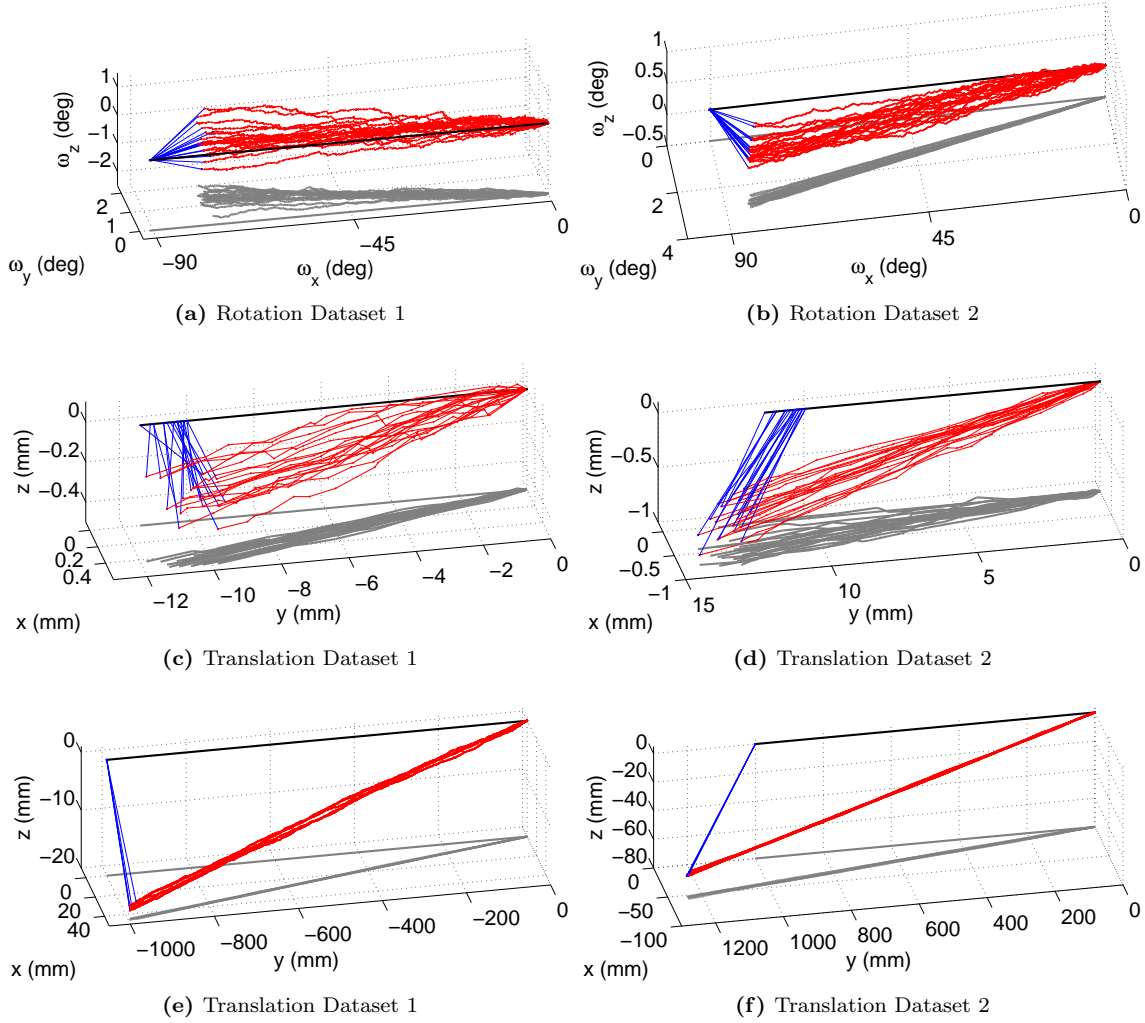 1
0
−1
−2
ω_z (deg)
2
1
0
ω_y (deg)
−90
−45
0
ω_x (deg)
(a) Rotation Dataset 1
1
0.5
0
−0.5
ω_z (deg)
0
2
4
ω_y (deg)
90
45
0
ω_x (deg)
(b) Rotation Dataset 2
0
−0.2
−0.4
z (mm)
0
0.2
0.4
x (mm)
−12
−10
−8
−6
−4
−2
0
y (mm)
(c) Translation Dataset 1
0
−0.5
−1
z (mm)
0
−0.5
−1
x (mm)
15
10
5
0
y (mm)
(d) Translation Dataset 2
0
−10
−20
z (mm)
0
20
40
x (mm)
−1000
−800
−600
−400
−200
0
y (mm)
(e) Translation Dataset 1
0
−20
−40
−60
−80
z (mm)
0
−50
−100
x (mm)
1200
1000
800
600
400
200
0
y (mm)
(f) Translation Dataset 2